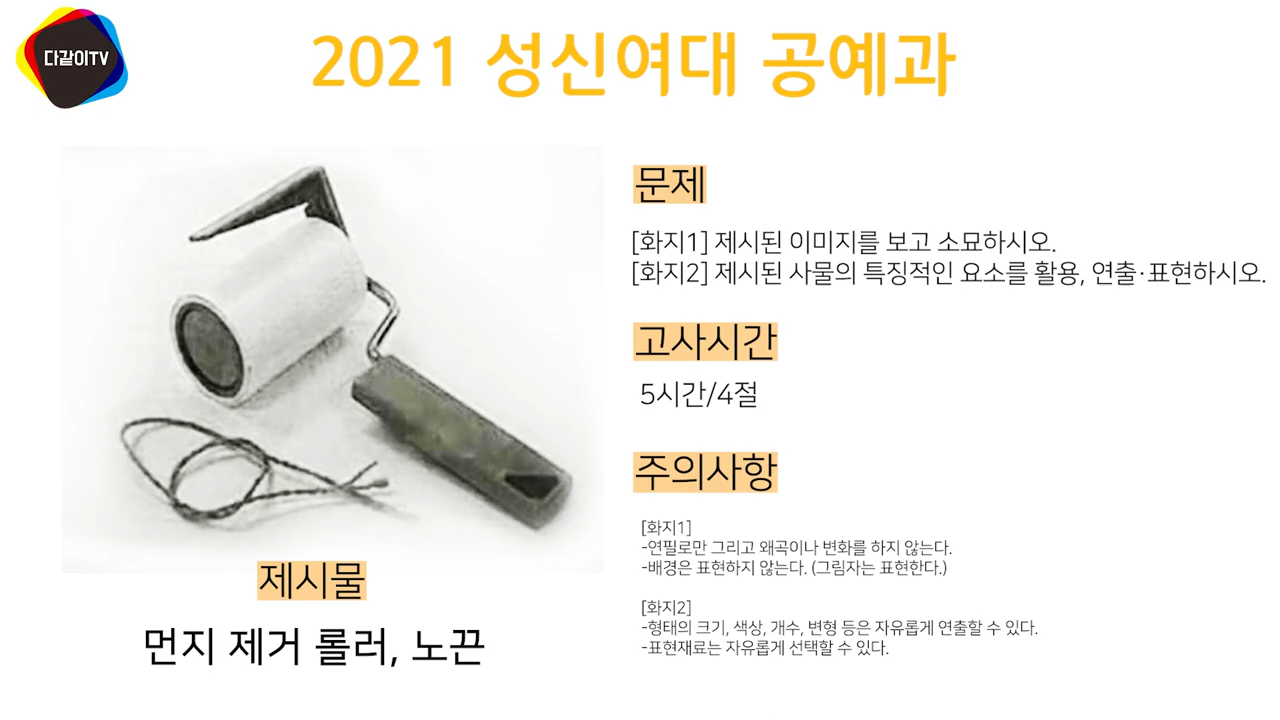 다같이TV
2021 성신여대 공예과
문제
[화지1] 제시된 이미지를 보고 소묘하시오.
[화지2] 제시된 사물의 특징적인 요소를 활용, 연출·표현하시오.
고사시간
5시간/4절
주의사항
[화지1]
-연필로만 그리고 왜곡이나 변화를 하지 않는다.
-배경은 표현하지 않는다. (그림자는 표현한다.)
[화지2]
-형태의 크기, 색상, 개수, 변형 등은 자유롭게 연출할 수 있다.
-표현재료는 자유롭게 선택할 수 있다.
제시물
먼지 제거 롤러, 노끈